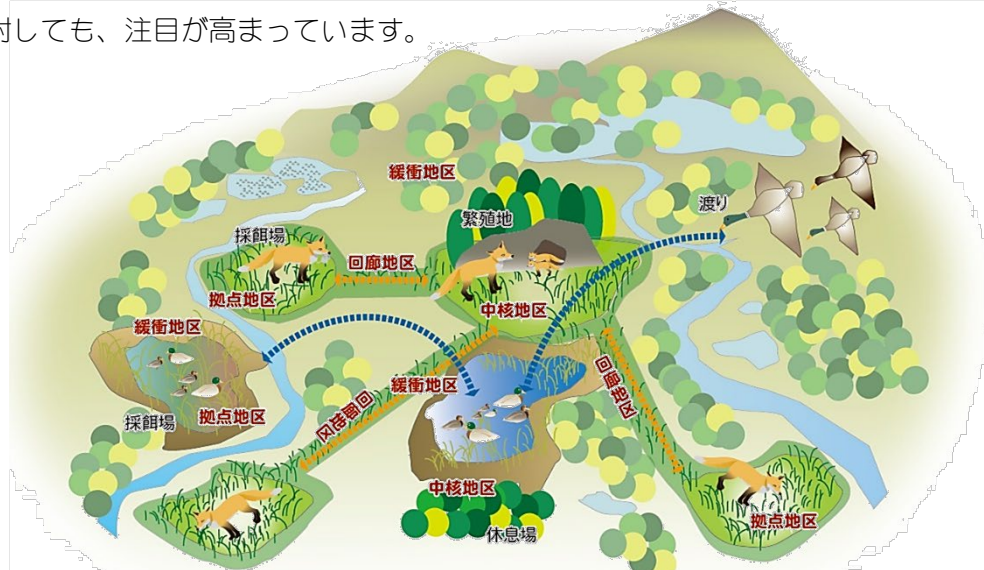 対しても、注目が高まっています。
緩衝地区
渡り
繁殖地
採餌場
回廊地区
拠点地区
中核地区
緩衝地区
緩衝地区
回廊地区
拠点地区
採餌場
回廊地区
中核地区
拠点地区
休息場